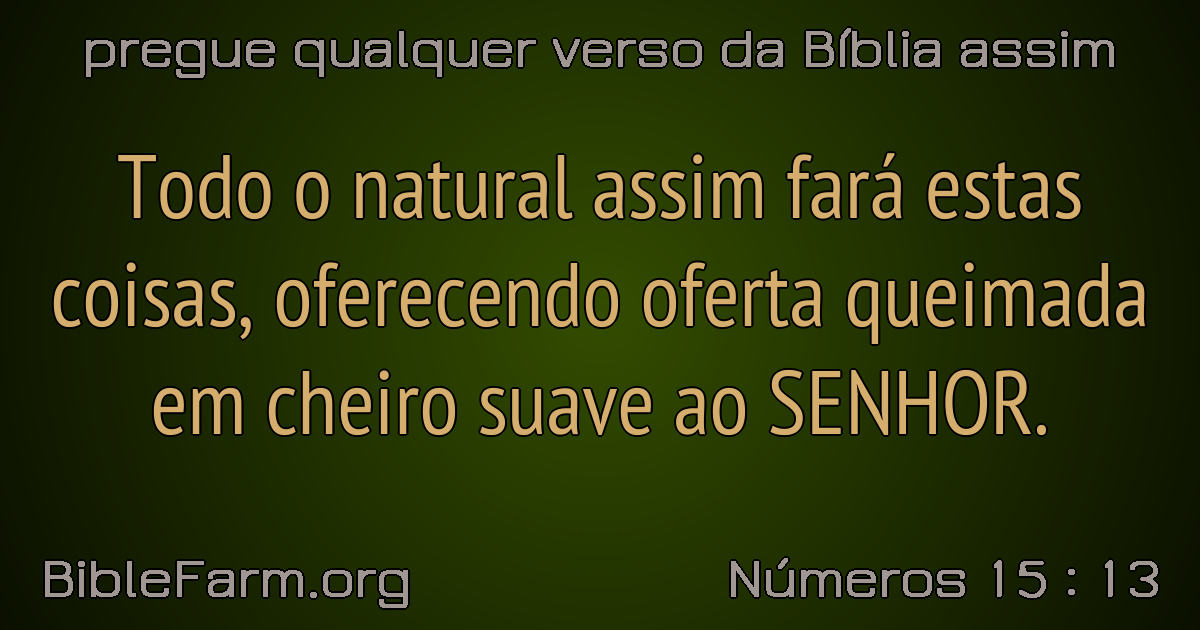 pregue qualquer verso da Bíblia assim
Todo o natural assim fará estas
coisas, oferecendo oferta queimada
em cheiro suave ao SENHOR.
BibleFarm.org
Números 15 : 13